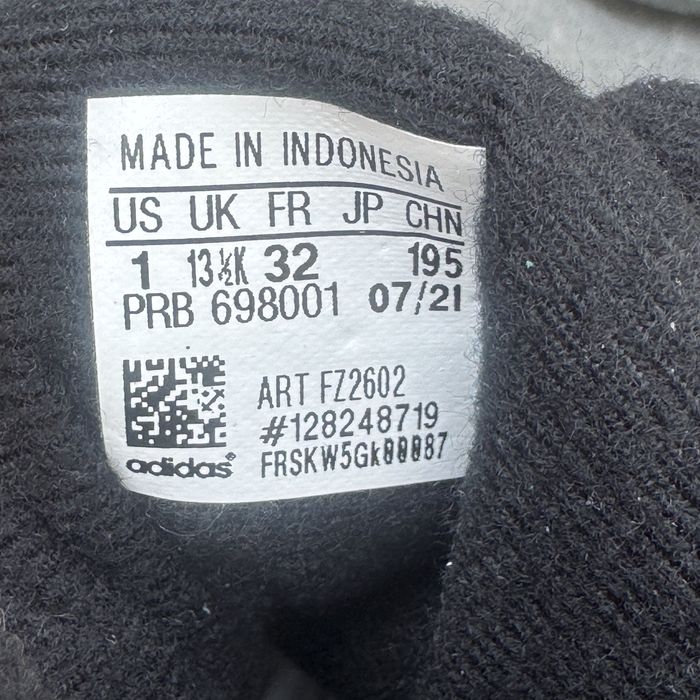 MADE IN INDONESIA
US UK FR JP CHN
1 13½K 32 195
PRB 698001 07/21
ART FZ2602
#128248719
adidas®